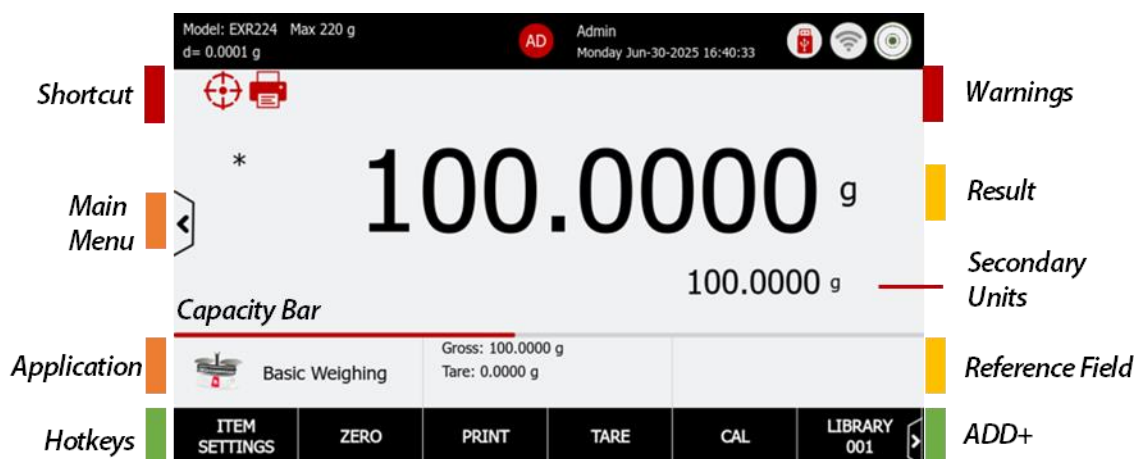 Model: EXR224 Max 220 g
d= 0.0001 g
AD
Admin
Monday Jun-30-2025 16:40:33
Shortcut
Warnings
*
100.0000 g
Main
Menu
Result
100.0000 g
Secondary
Units
Capacity Bar
Application
Basic Weighing
Gross: 100.0000 g
Tare: 0.0000 g
Reference Field
Hotkeys
ITEM
SETTINGS
ZERO
PRINT
TARE
CAL
LIBRARY
001
ADD+